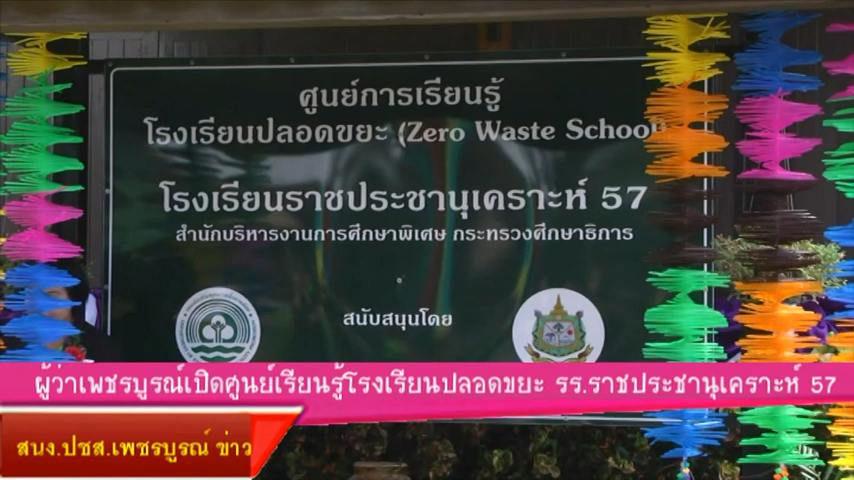 ศูนย์การเรียนรู้
โรงเรียนปลอดขยะ (Zero Waste School)
โรงเรียนราชประชานุเคราะห์ 57
สำนักบริหารงานการศึกษาพิเศษ กระทรวงศึกษาธิการ
สนับสนุนโดย
ผู้ว่าเพชรบูรณ์เปิดศูนย์เรียนรู้โรงเรียนปลอดขยะ รร.ราชประชานุเคราะห์ 57
สนง.ปชส.เพชรบูรณ์ ข่าว